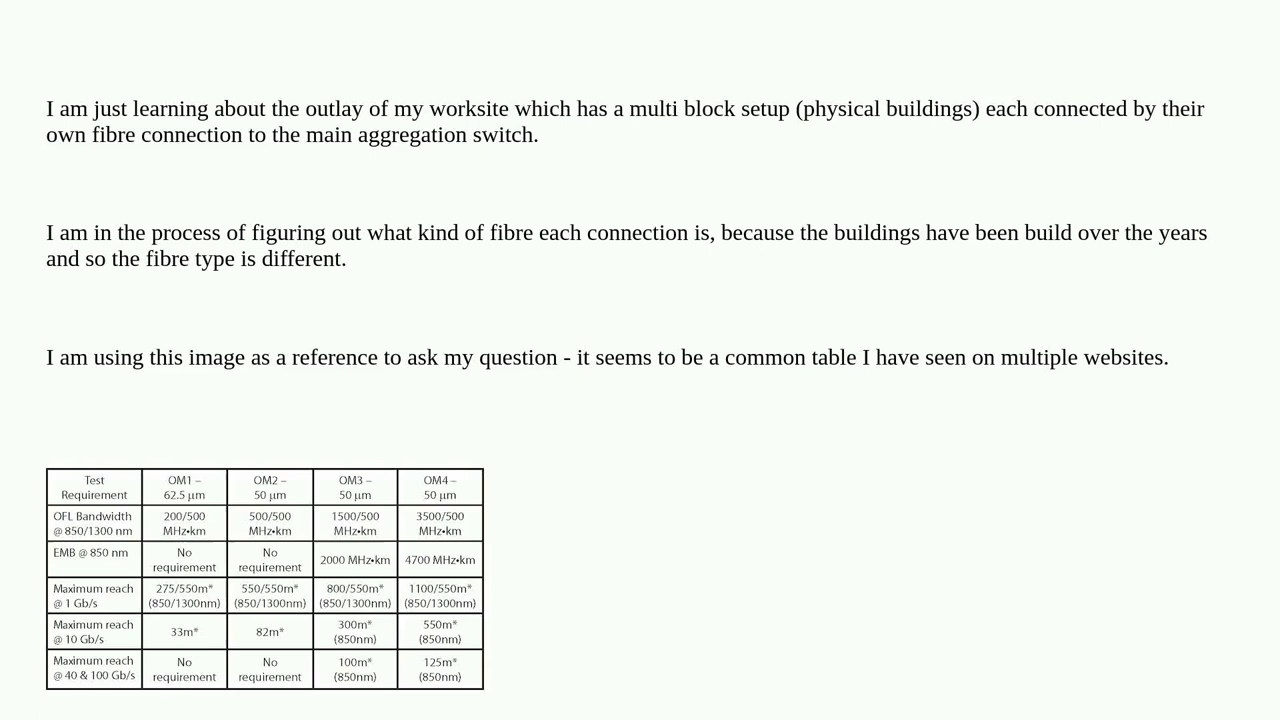 I am just learning about the outlay of my worksite which has a multi block setup (physical buildings) each connected by their
own fibre connection to the main aggregation switch.
I am in the process of figuring out what kind of fibre each connection is, because the buildings have been build over the years
and so the fibre type is different.
I am using this image as a reference to ask my question - it seems to be a common table I have seen on multiple websites.
Test Requirement OM1 – 62.5 µm OM2 – 50 µm OM3 – 50 µm OM4 – 50 µm
OFL Bandwidth @ 850/1300 nm 200/500 MHz•km 500/500 MHz•km 1500/500 MHz•km 3500/500 MHz•km
EMB @ 850 nm No requirement No requirement 2000 MHz•km 4700 MHz•km
Maximum reach @ 1 Gb/s 275/550m* (850/1300nm) 550/550m* (850/1300nm) 800/550m* (850/1300nm) 1100/550m* (850/1300nm)
Maximum reach @ 10 Gb/s 33m* 82m* 300m* (850nm) 550m* (850nm)
Maximum reach @ 40 & 100 Gb/s No requirement No requirement 100m* (850nm) 125m* (850nm)